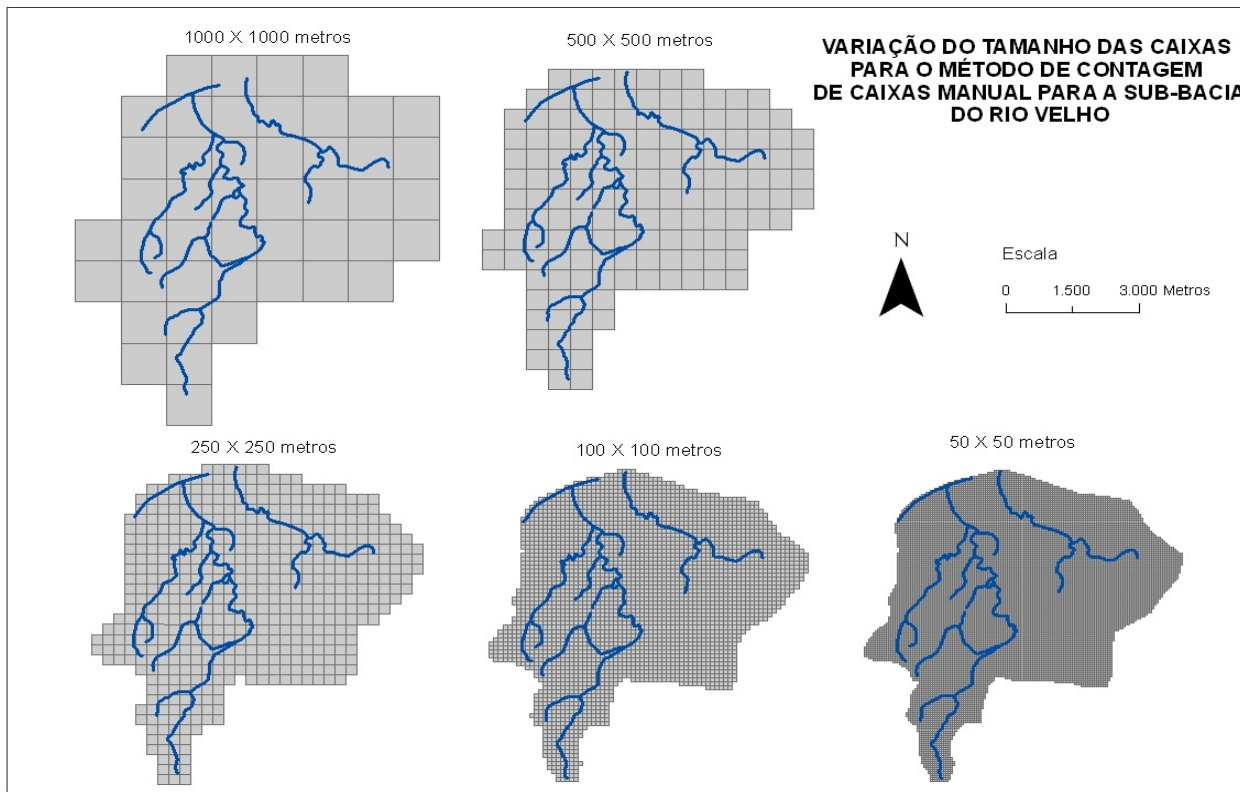 1000 X 1000 metros
500 X 500 metros
VARIAÇÃO DO TAMANHO DAS CAIXAS
PARA O MÉTODO DE CONTAGEM
DE CAIXAS MANUAL PARA A SUB-BACIA
DO RIO VELHO
N
Escala
0 1.500 3.000 Metros
250 X 250 metros
100 X 100 metros
50 X 50 metros